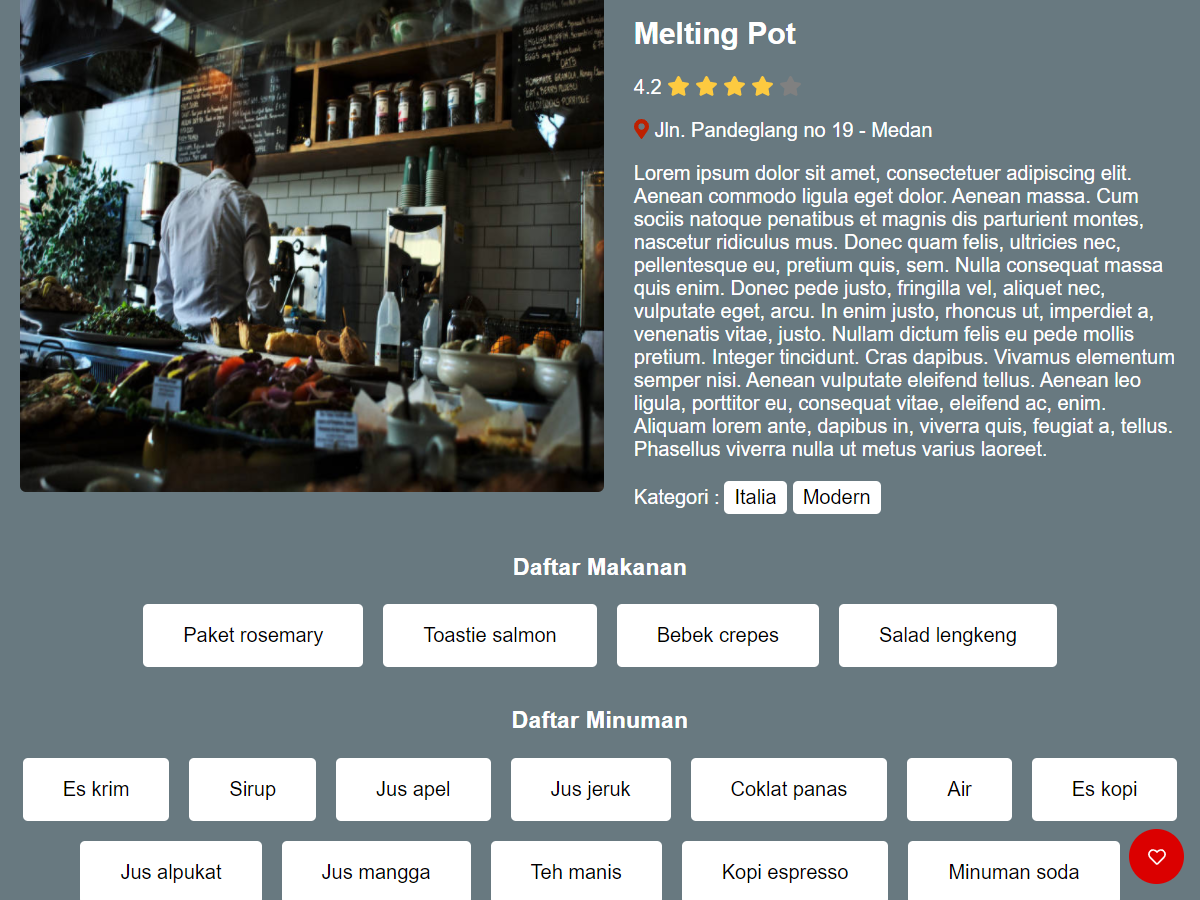 Melting Pot
4.2
Jln. Pandeglang no 19 - Medan
Lorem ipsum dolor sit amet, consectetuer adipiscing elit.
Aenean commodo ligula eget dolor. Aenean massa. Cum
sociis natoque penatibus et magnis dis parturient montes,
nascetur ridiculus mus. Donec quam felis, ultricies nec,
pellentesque eu, pretium quis, sem. Nulla consequat massa
quis enim. Donec pede justo, fringilla vel, aliquet nec,
vulputate eget, arcu. In enim justo, rhoncus ut, imperdiet a,
venenatis vitae, justo. Nullam dictum felis eu pede mollis
pretium. Integer tincidunt. Cras dapibus. Vivamus elementum
semper nisi. Aenean vulputate eleifend tellus. Aenean leo
ligula, porttitor eu, consequat vitae, eleifend ac, enim.
Aliquam lorem ante, dapibus in, viverra quis, feugiat a, tellus.
Phasellus viverra nulla ut metus varius laoreet.
Kategori : Italia Modern
Daftar Makanan
Paket rosemary Toastie salmon Bebek crepes Salad lengkeng
Daftar Minuman
Es krim Sirup Jus apel Jus jeruk Coklat panas Air Es kopi
Jus alpukat Jus mangga Teh manis Kopi espresso Minuman soda